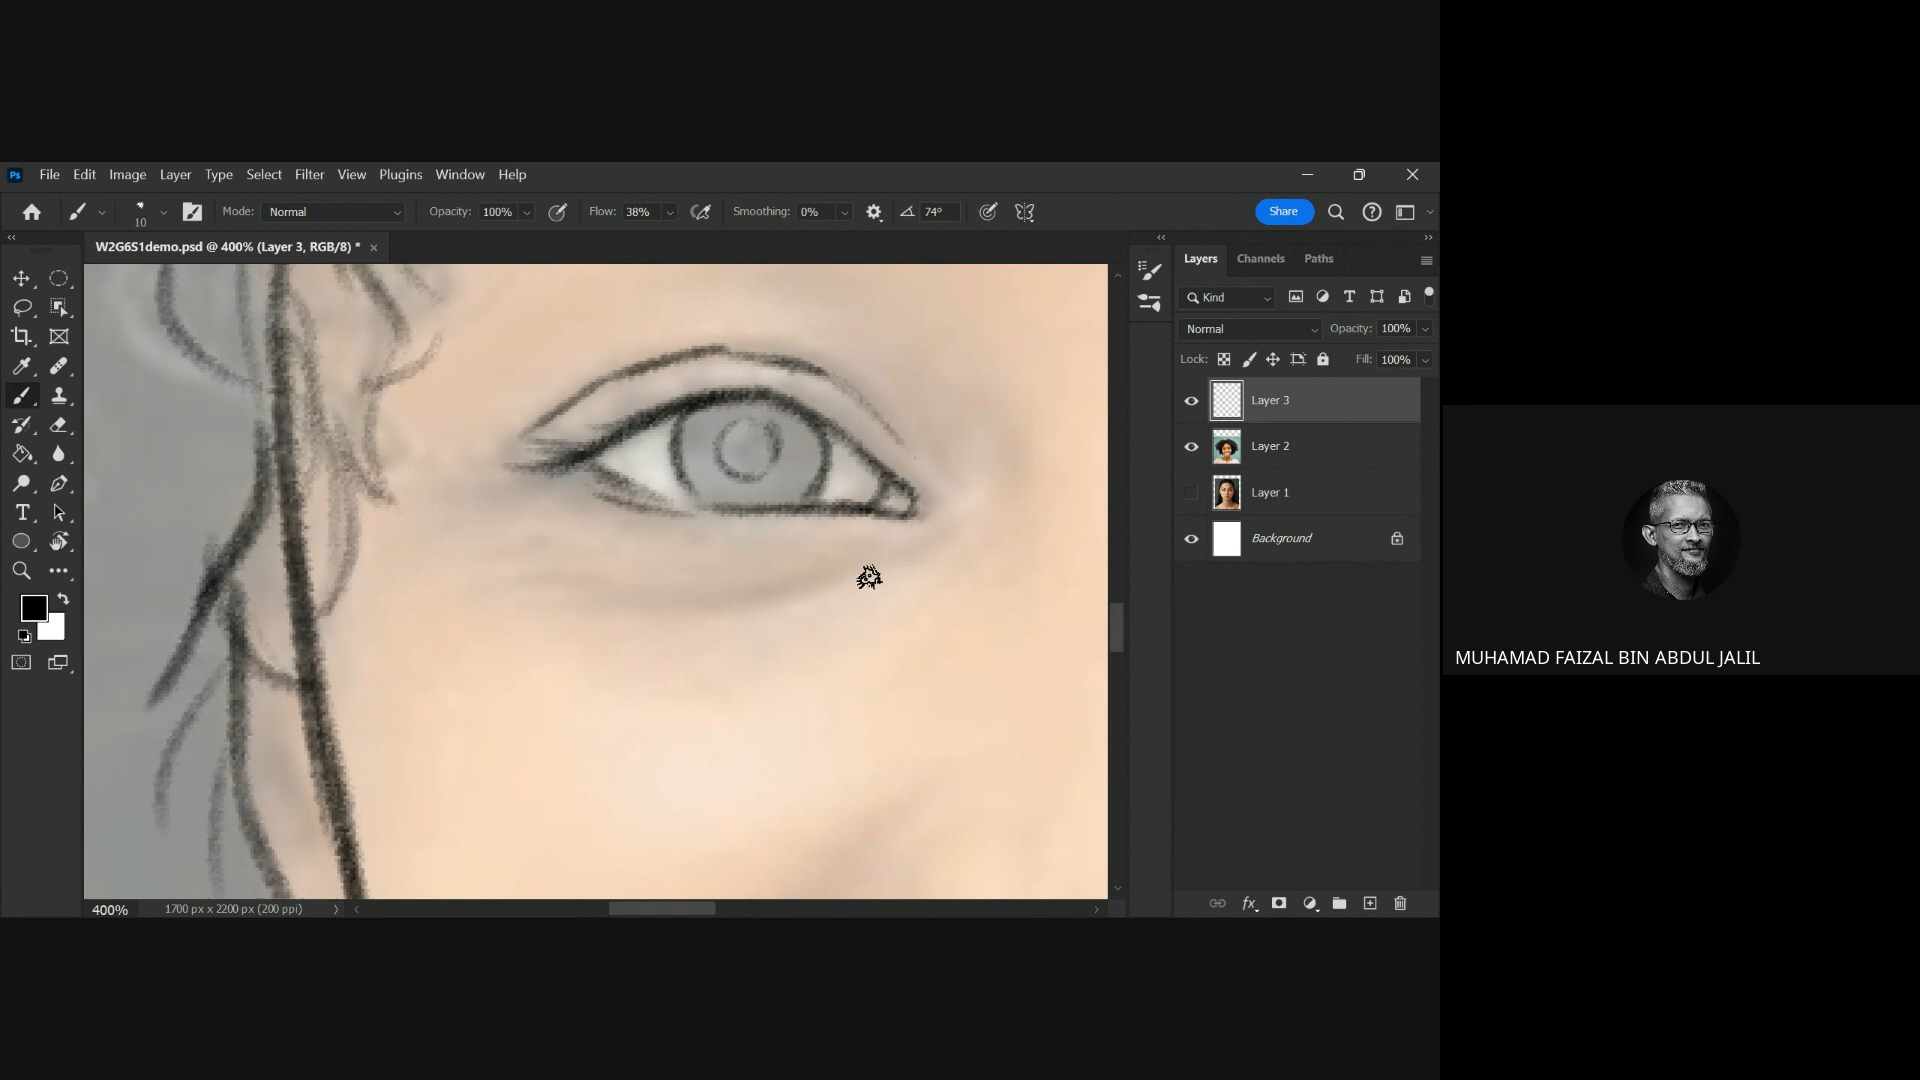 Ps File Edit Image Layer Type Select Filter View Plugins Window Help
10 Mode: Normal Opacity: 100% Flow: 38% Smoothing: 0% 74° Share
W2G6S1demo.psd @ 400% (Layer 3, RGB/8) *
Layers Channels Paths
Kind
Normal Opacity: 100%
Lock: Fill: 100%
Layer 3
Layer 2
Layer 1
Background
fx
400% 1700 px x 2200 px (200 ppi)
MUHAMAD FAIZAL BIN ABDUL JALIL